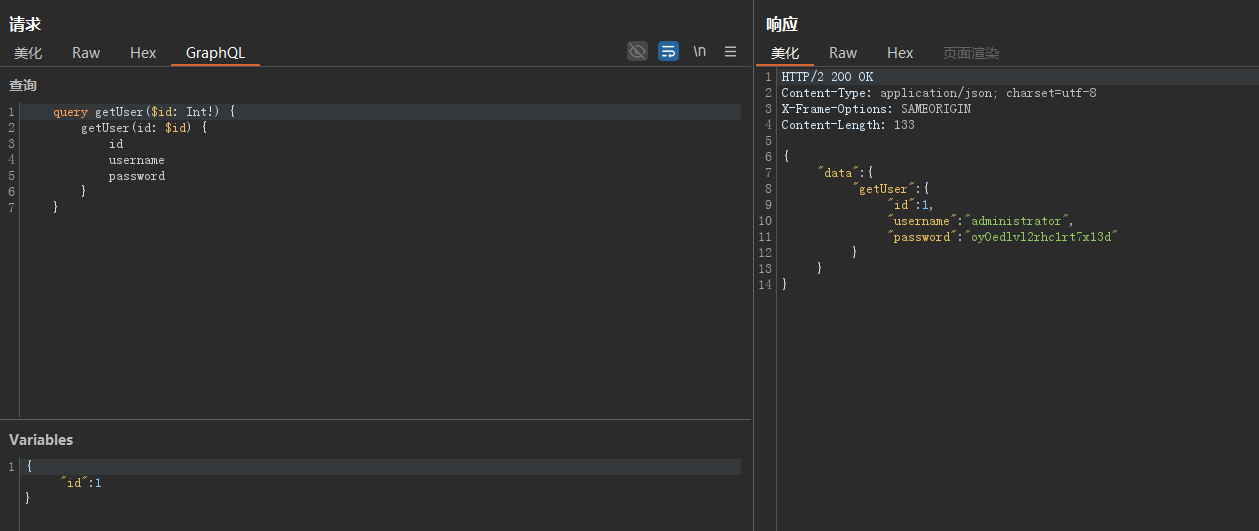 请求
美化 Raw Hex GraphQL
\n
查询
1 query getUser($id: Int!) {
2 getUser(id: $id) {
3 id
4 username
5 password
6 }
7 }
Variables
1 {
"id":1
}
响应
美化 Raw Hex 页面渲染
1 HTTP/2 200 OK
2 Content-Type: application/json; charset=utf-8
3 X-Frame-Options: SAMEORIGIN
4 Content-Length: 133
5
6 {
7 "data":{
8 "getUser":{
9 "id":1,
10 "username":"administrator",
11 "password":"oy0edlvl2rhc1rt7x13d"
12 }
13 }
14 }